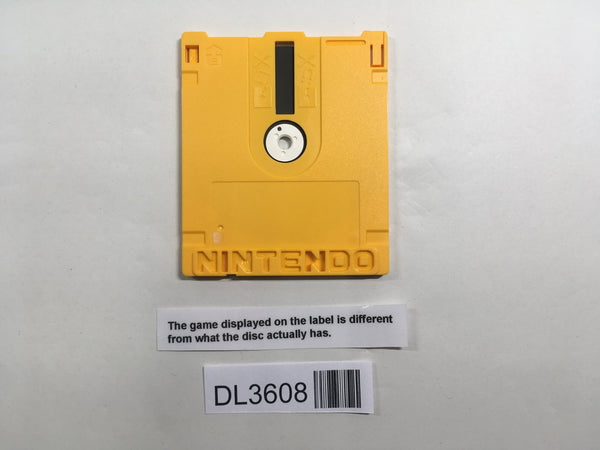 NINTENDO
The game displayed on the label is different
from what the disc actually has.
DL3608